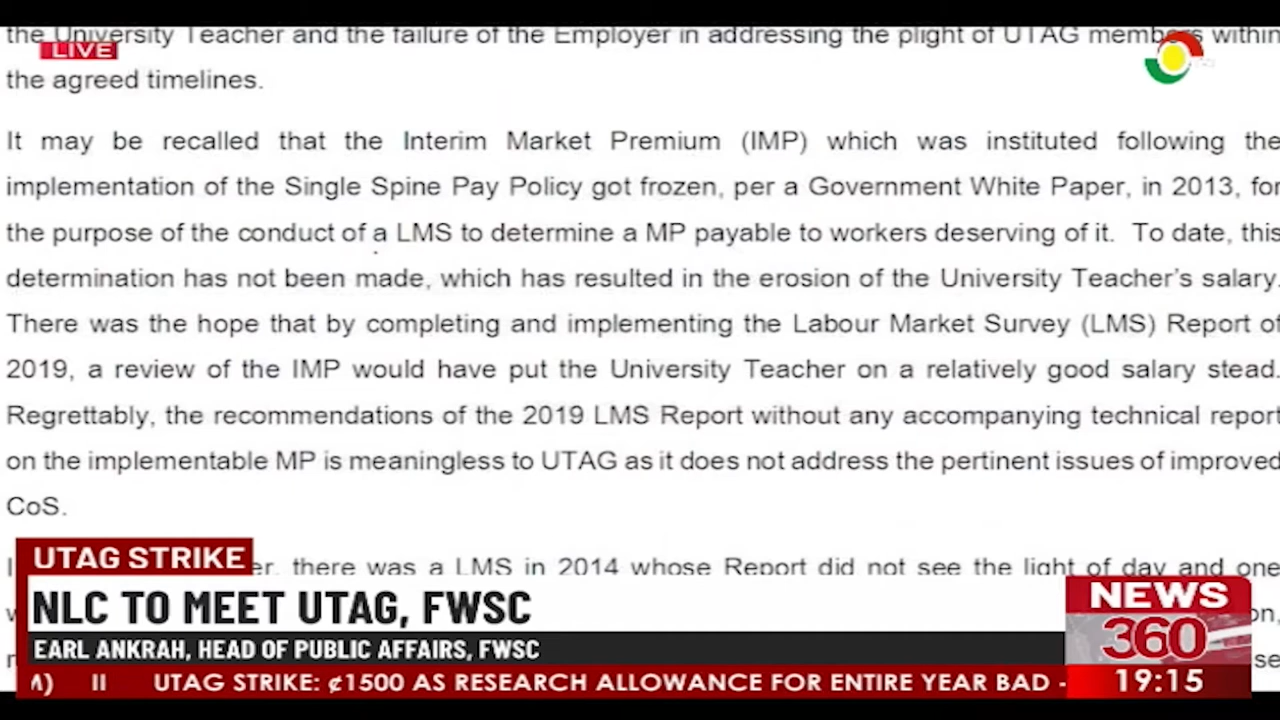 the University Teacher and the failure of the Employer in addressing the plight of UTAG members within
LIVE
the agreed timelines.
It may be recalled that the Interim Market Premium (IMP) which was instituted following the
implementation of the Single Spine Pay Policy got frozen, per a Government White Paper, in 2013, for
the purpose of the conduct of a LMS to determine a MP payable to workers deserving of it. To date, this
determination has not been made, which has resulted in the erosion of the University Teacher's salary.
There was the hope that by completing and implementing the Labour Market Survey (LMS) Report of
2019, a review of the IMP would have put the University Teacher on a relatively good salary stead.
Regrettably, the recommendations of the 2019 LMS Report without any accompanying technical report
on the implementable MP is meaningless to UTAG as it does not address the pertinent issues of improved
CoS.
there was a LMS in 2014 whose Report did not see the light of day and one
UTAG STRIKE
NLC TO MEET UTAG, FWSC
EARL ANKRAH, HEAD OF PUBLIC AFFAIRS, FWSC
NEWS
360
19:15
UTAG STRIKE: ₵1500 AS RESEARCH ALLOWANCE FOR ENTIRE YEAR BAD -